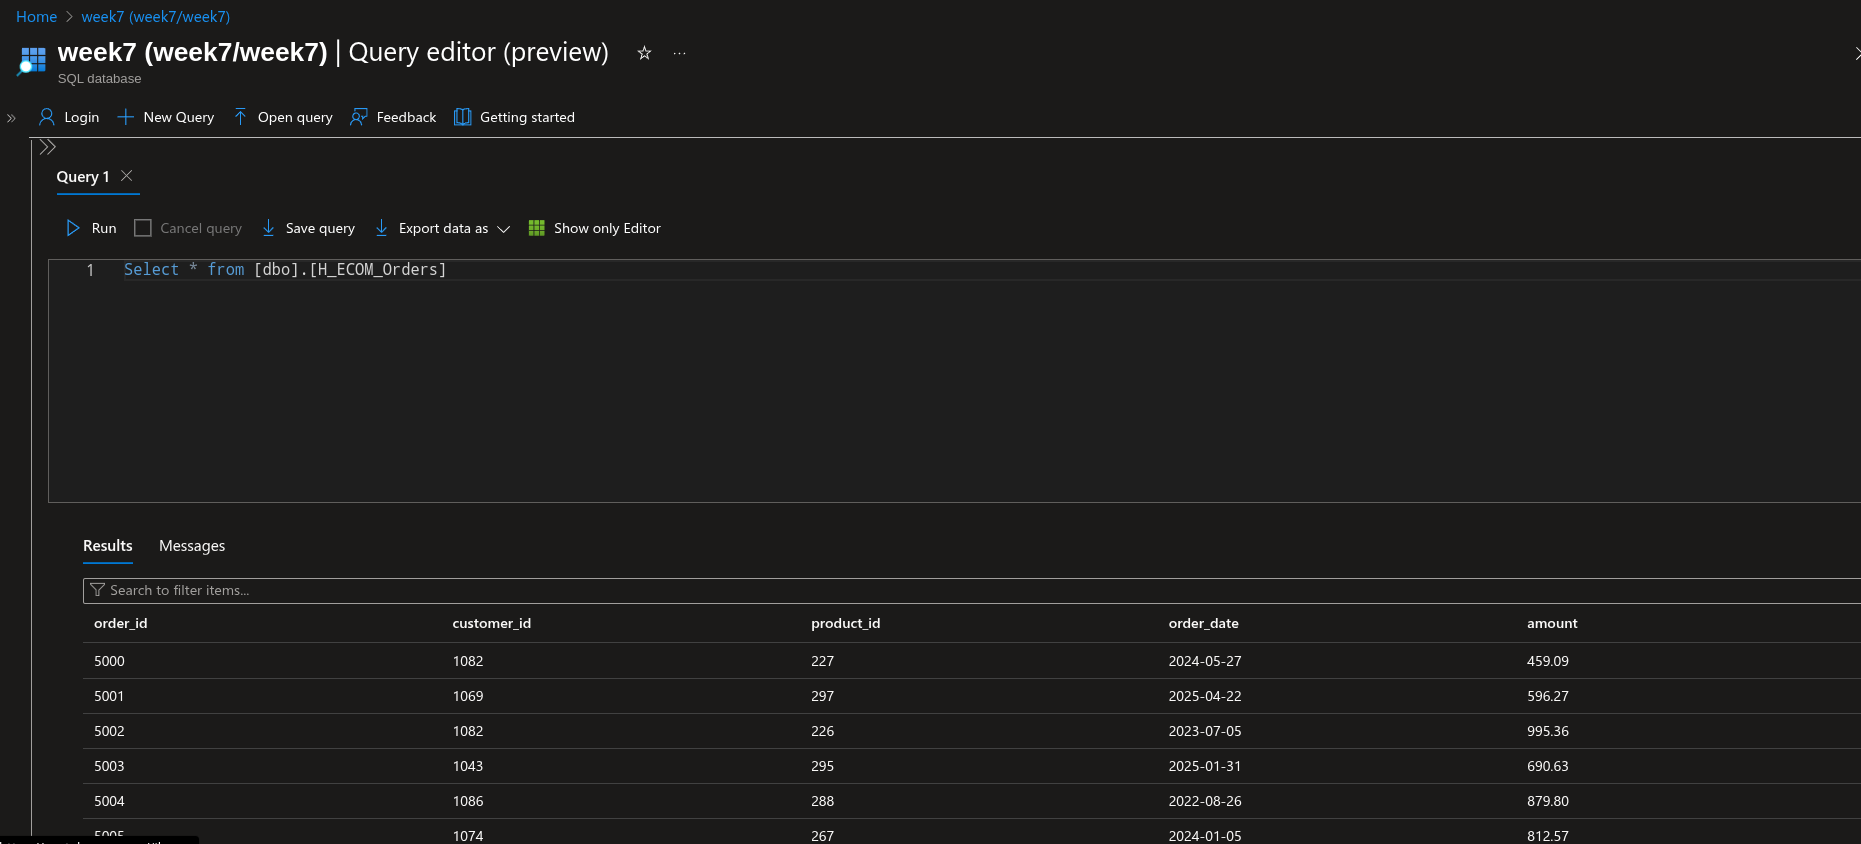 Home > week7 (week7/week7)
week7 (week7/week7) | Query editor (preview) ☆ ...
SQL database
Login New Query Open query Feedback Getting started
Query 1
Run Cancel query Save query Export data as Show only Editor
1 Select * from [dbo].[H_ECOM_Orders]
Results Messages
Search to filter items...
order_id customer_id product_id order_date amount
5000 1082 227 2024-05-27 459.09
5001 1069 297 2025-04-22 596.27
5002 1082 226 2023-07-05 995.36
5003 1043 295 2025-01-31 690.63
5004 1086 288 2022-08-26 879.80
5005 1074 267 2024-01-05 812.57